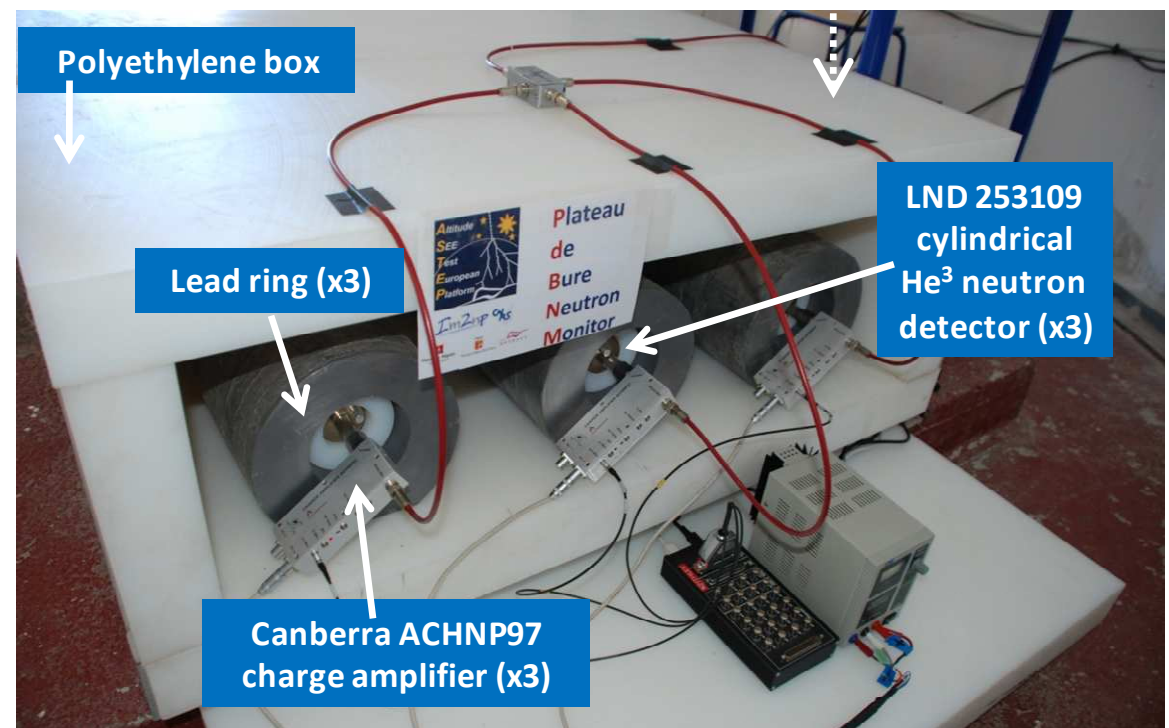 Polyethylene box
Lead ring (x3)
LND 253109
cylindrical
He³ neutron
detector (x3)
Altitude
SEE
Test
European
Platform
Im2np
Plateau
de
Bure
Neutron
Monitor
Canberra ACHNP97
charge amplifier (x3)